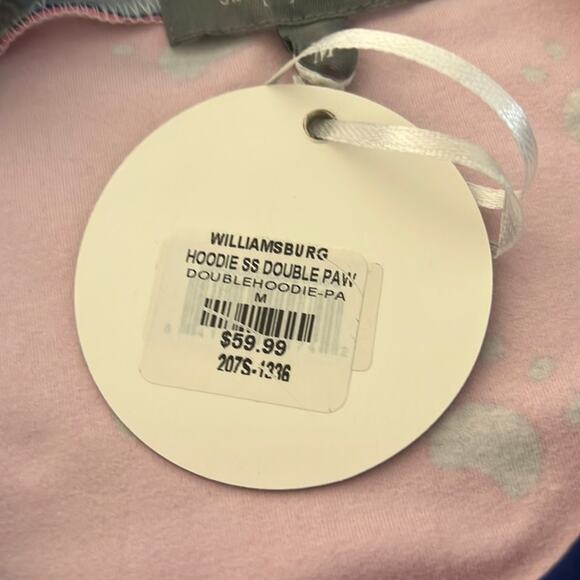 WILLIAMSBURG
HOODIE SS DOUBLE PAW
DOUBLEHOODIE-PA
M
$59.99
207S-1336